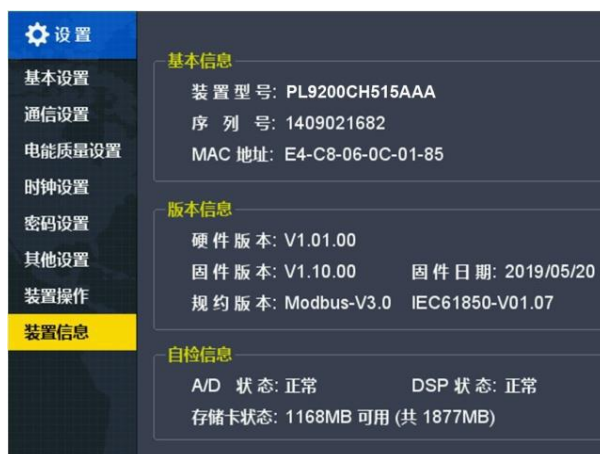 设置
基本设置
通信设置
电能质量设置
时钟设置
密码设置
其他设置
装置操作
装置信息
基本信息
装置型号: PL9200CH515AAA
序列号: 1409021682
MAC 地址: E4-C8-06-0C-01-85
版本信息
硬件版本: V1.01.00
固件版本: V1.10.00 固件日期: 2019/05/20
规约版本: Modbus-V3.0 IEC61850-V01.07
自检信息
A/D 状态: 正常 DSP 状态: 正常
存储卡状态: 1168MB 可用 (共 1877MB)